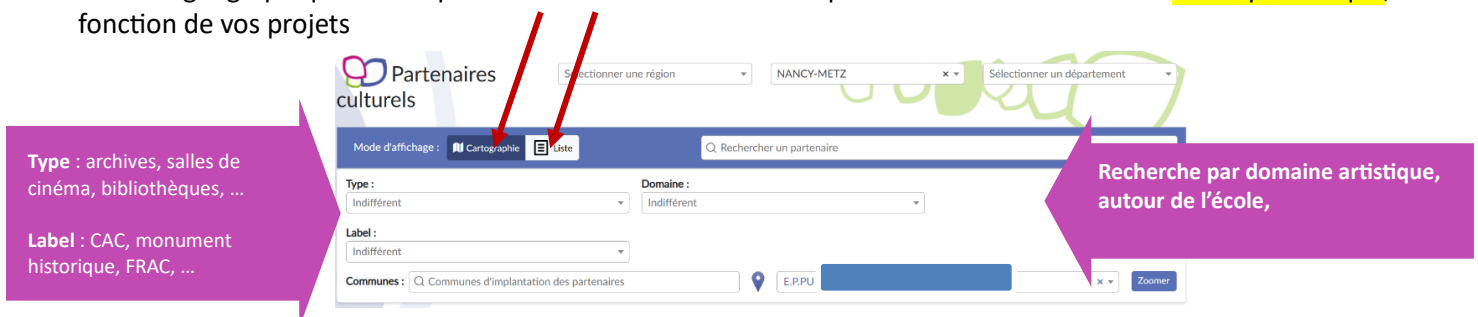 fonction de vos projets
Partenaires
culturels
Sélectionner une région
NANCY-METZ
Sélectionner un département
Mode d'affichage :
Cartographie
Liste
Rechercher un partenaire
Type : archives, salles de
cinéma, bibliothèques, …
Label : CAC, monument
historique, FRAC, …
Type :
Indifférent
Domaine :
Indifférent
Label :
Indifférent
Communes :
Communes d'implantation des partenaires
E.P.PU
Zoomer
Recherche par domaine artistique,
autour de l'école,